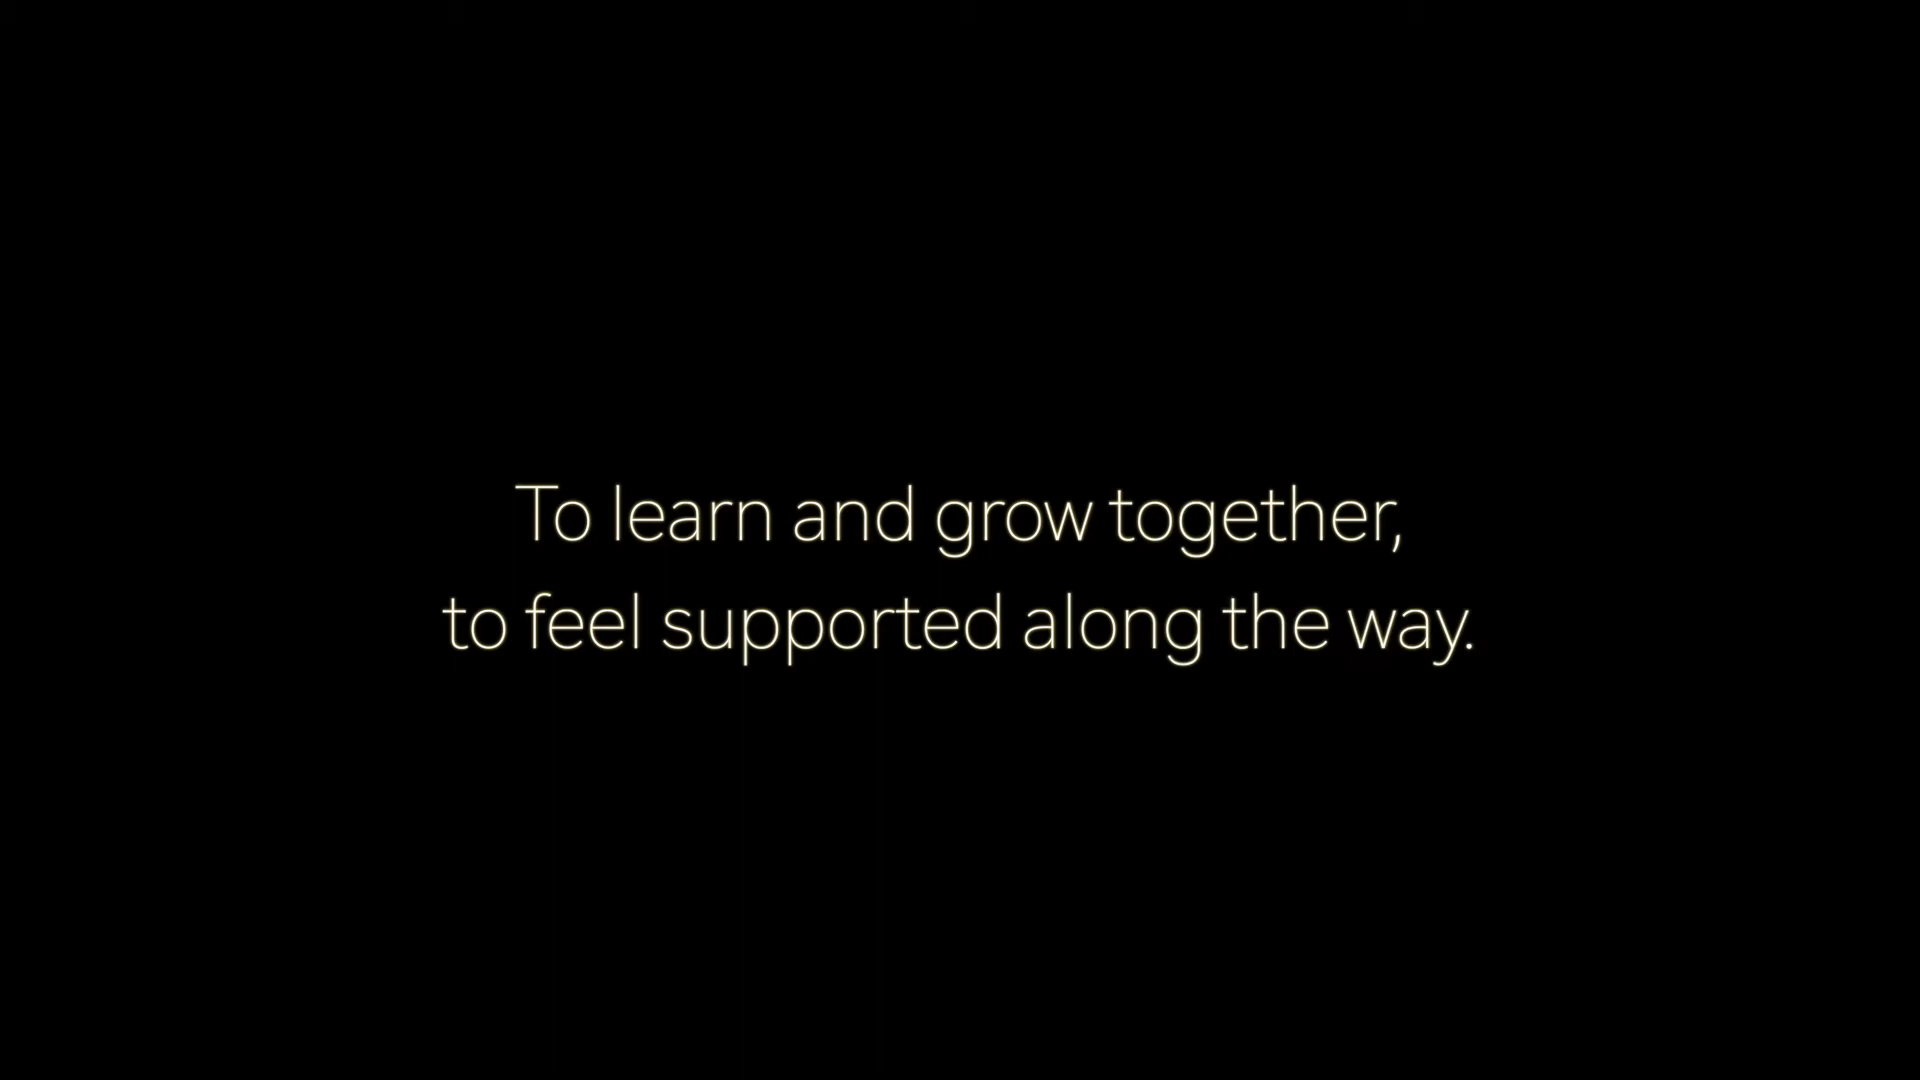 To learn and grow together,
to feel supported along the way.